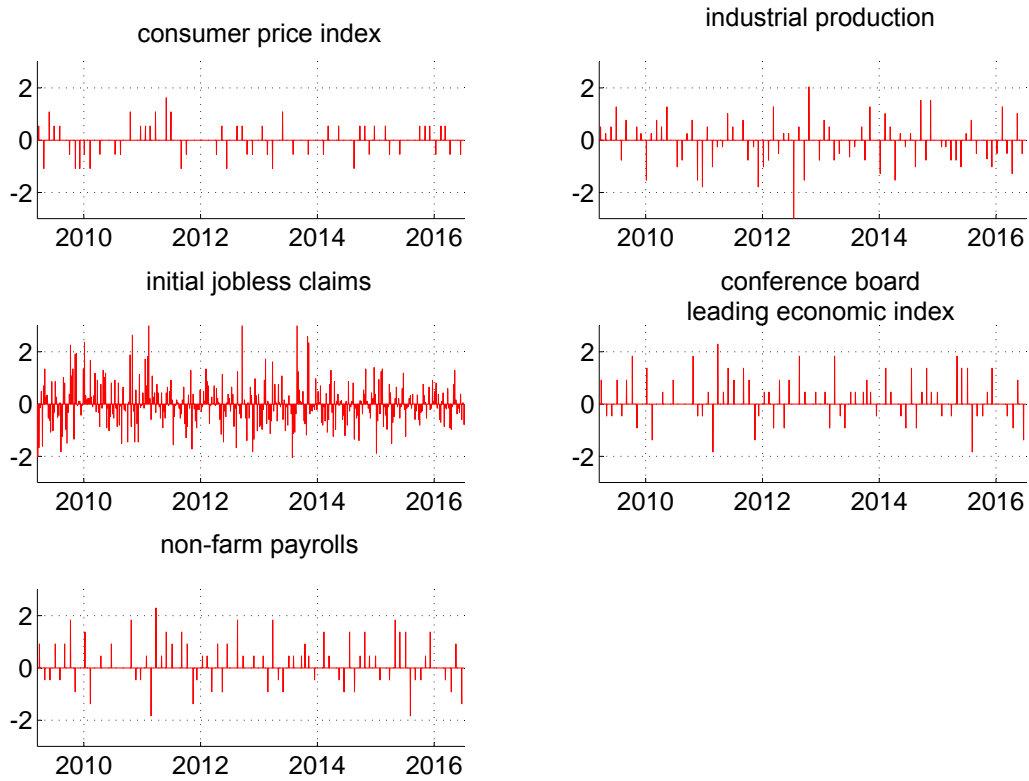 consumer price index
2
0
-2
2010 2012 2014 2016
industrial production
2
0
-2
2010 2012 2014 2016
initial jobless claims
2
0
-2
2010 2012 2014 2016
conference board
leading economic index
2
0
-2
2010 2012 2014 2016
non-farm payrolls
2
0
-2
2010 2012 2014 2016